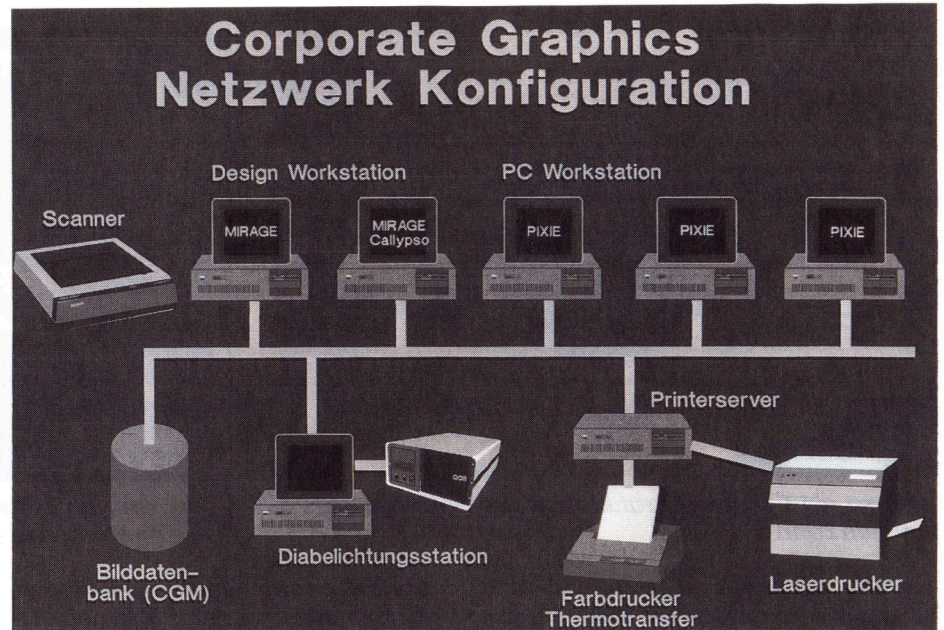 Corporate Graphics
Netzwerk Konfiguration
Design Workstation
PC Workstation
Scanner
MIRAGE
MIRAGE
Callypso
PIXIE
PIXIE
PIXIE
Printerserver
Diabelichtungsstation
Bilddaten-
bank (CGM)
Farbdrucker
Thermotransfer
Laserdrucker